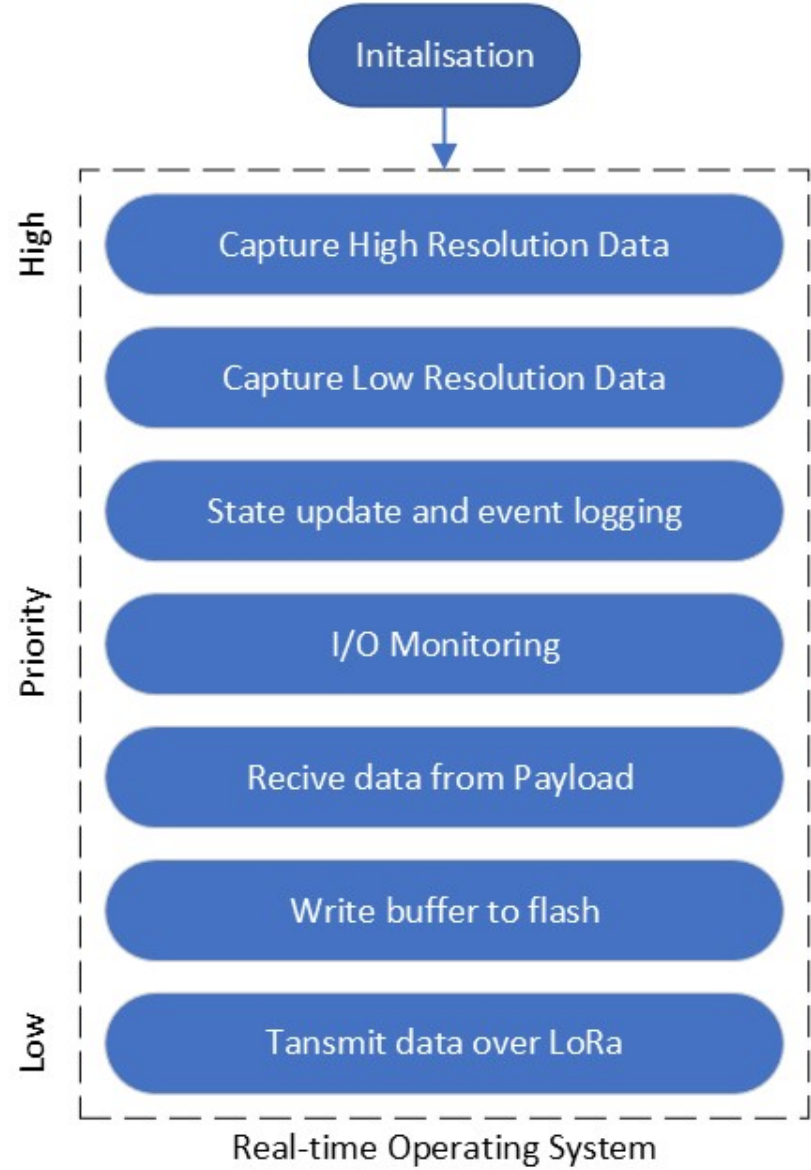 Initalisation
High
Capture High Resolution Data
Capture Low Resolution Data
State update and event logging
Priority
I/O Monitoring
Recive data from Payload
Write buffer to flash
Low
Tansmit data over LoRa
Real-time Operating System